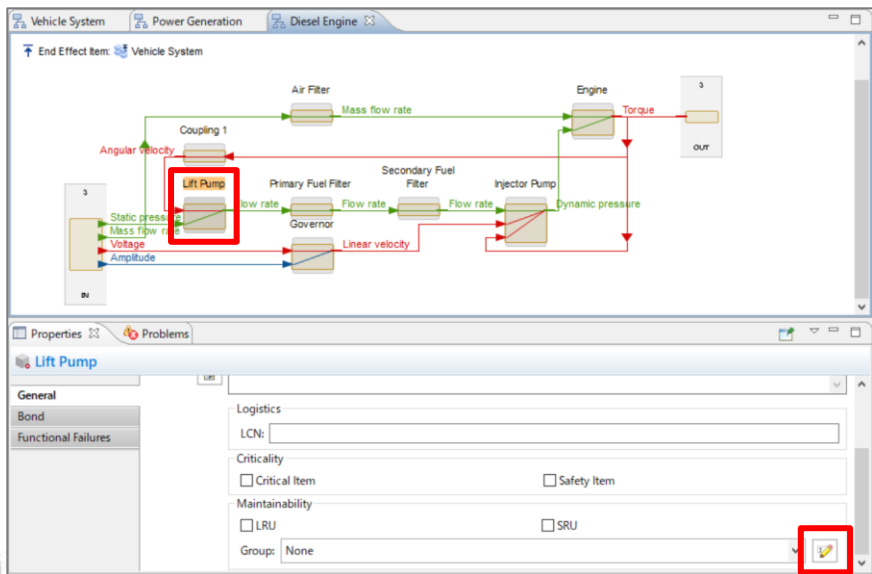 Vehicle System
Power Generation
Diesel Engine
End Effect Item: Vehicle System
Air Filter
Engine
3
Mass flow rate
Torque
Coupling 1
OUT
Angular velocity
Secondary Fuel
Filter
Lift Pump
Primary Fuel Filter
Injector Pump
3
flow rate
Flow rate
Flow rate
Dynamic pressure
Static pressure
Mass flow rate
Governor
Voltage
Linear velocity
Amplitude
IN
Properties
Problems
Lift Pump
General
Bond
Functional Failures
Logistics
LCN:
Criticality
Critical Item
Safety Item
Maintainability
LRU
SRU
Group: None